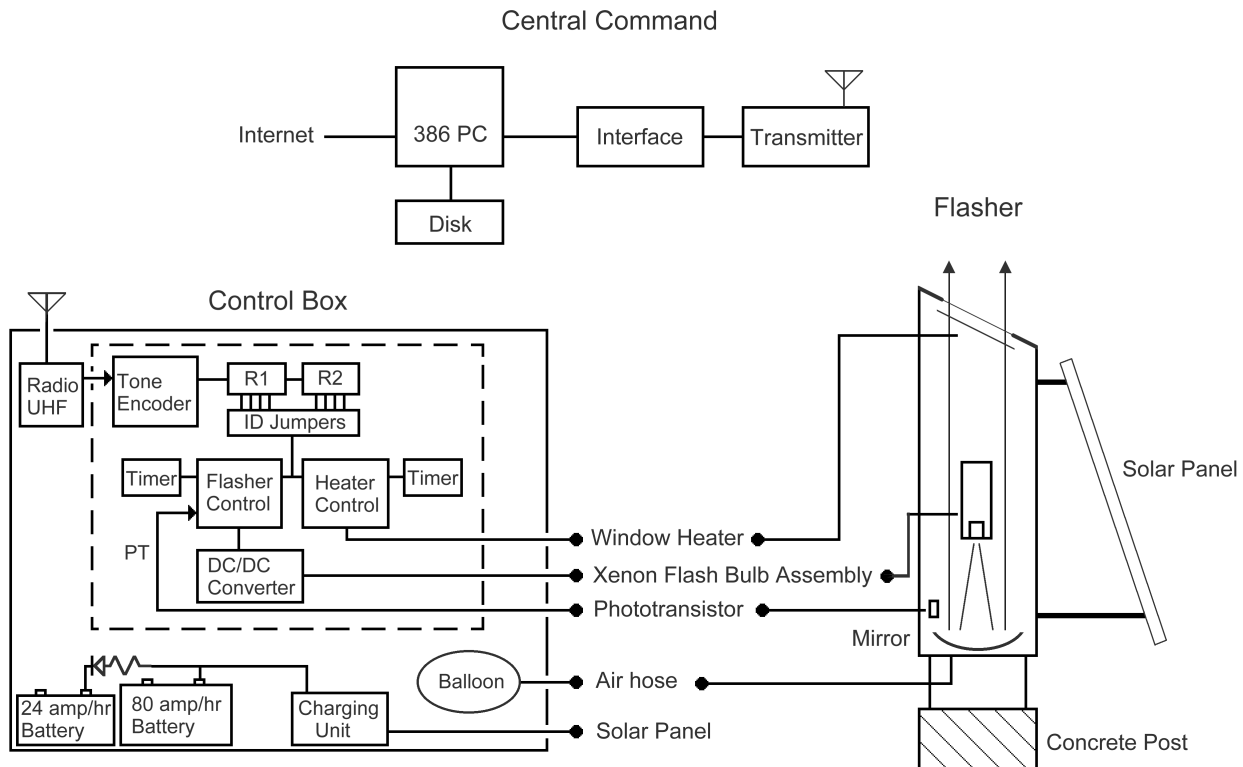 Central Command
Internet
386 PC
Interface
Transmitter
Disk
Flasher
Control Box
Radio
UHF
Tone
Encoder
R1
R2
ID Jumpers
Timer
Flasher
Control
Heater
Control
Timer
PT
DC/DC
Converter
Window Heater
Xenon Flash Bulb Assembly
Phototransistor
Mirror
Solar Panel
24 amp/hr
Battery
80 amp/hr
Battery
Charging
Unit
Balloon
Air hose
Solar Panel
Concrete Post